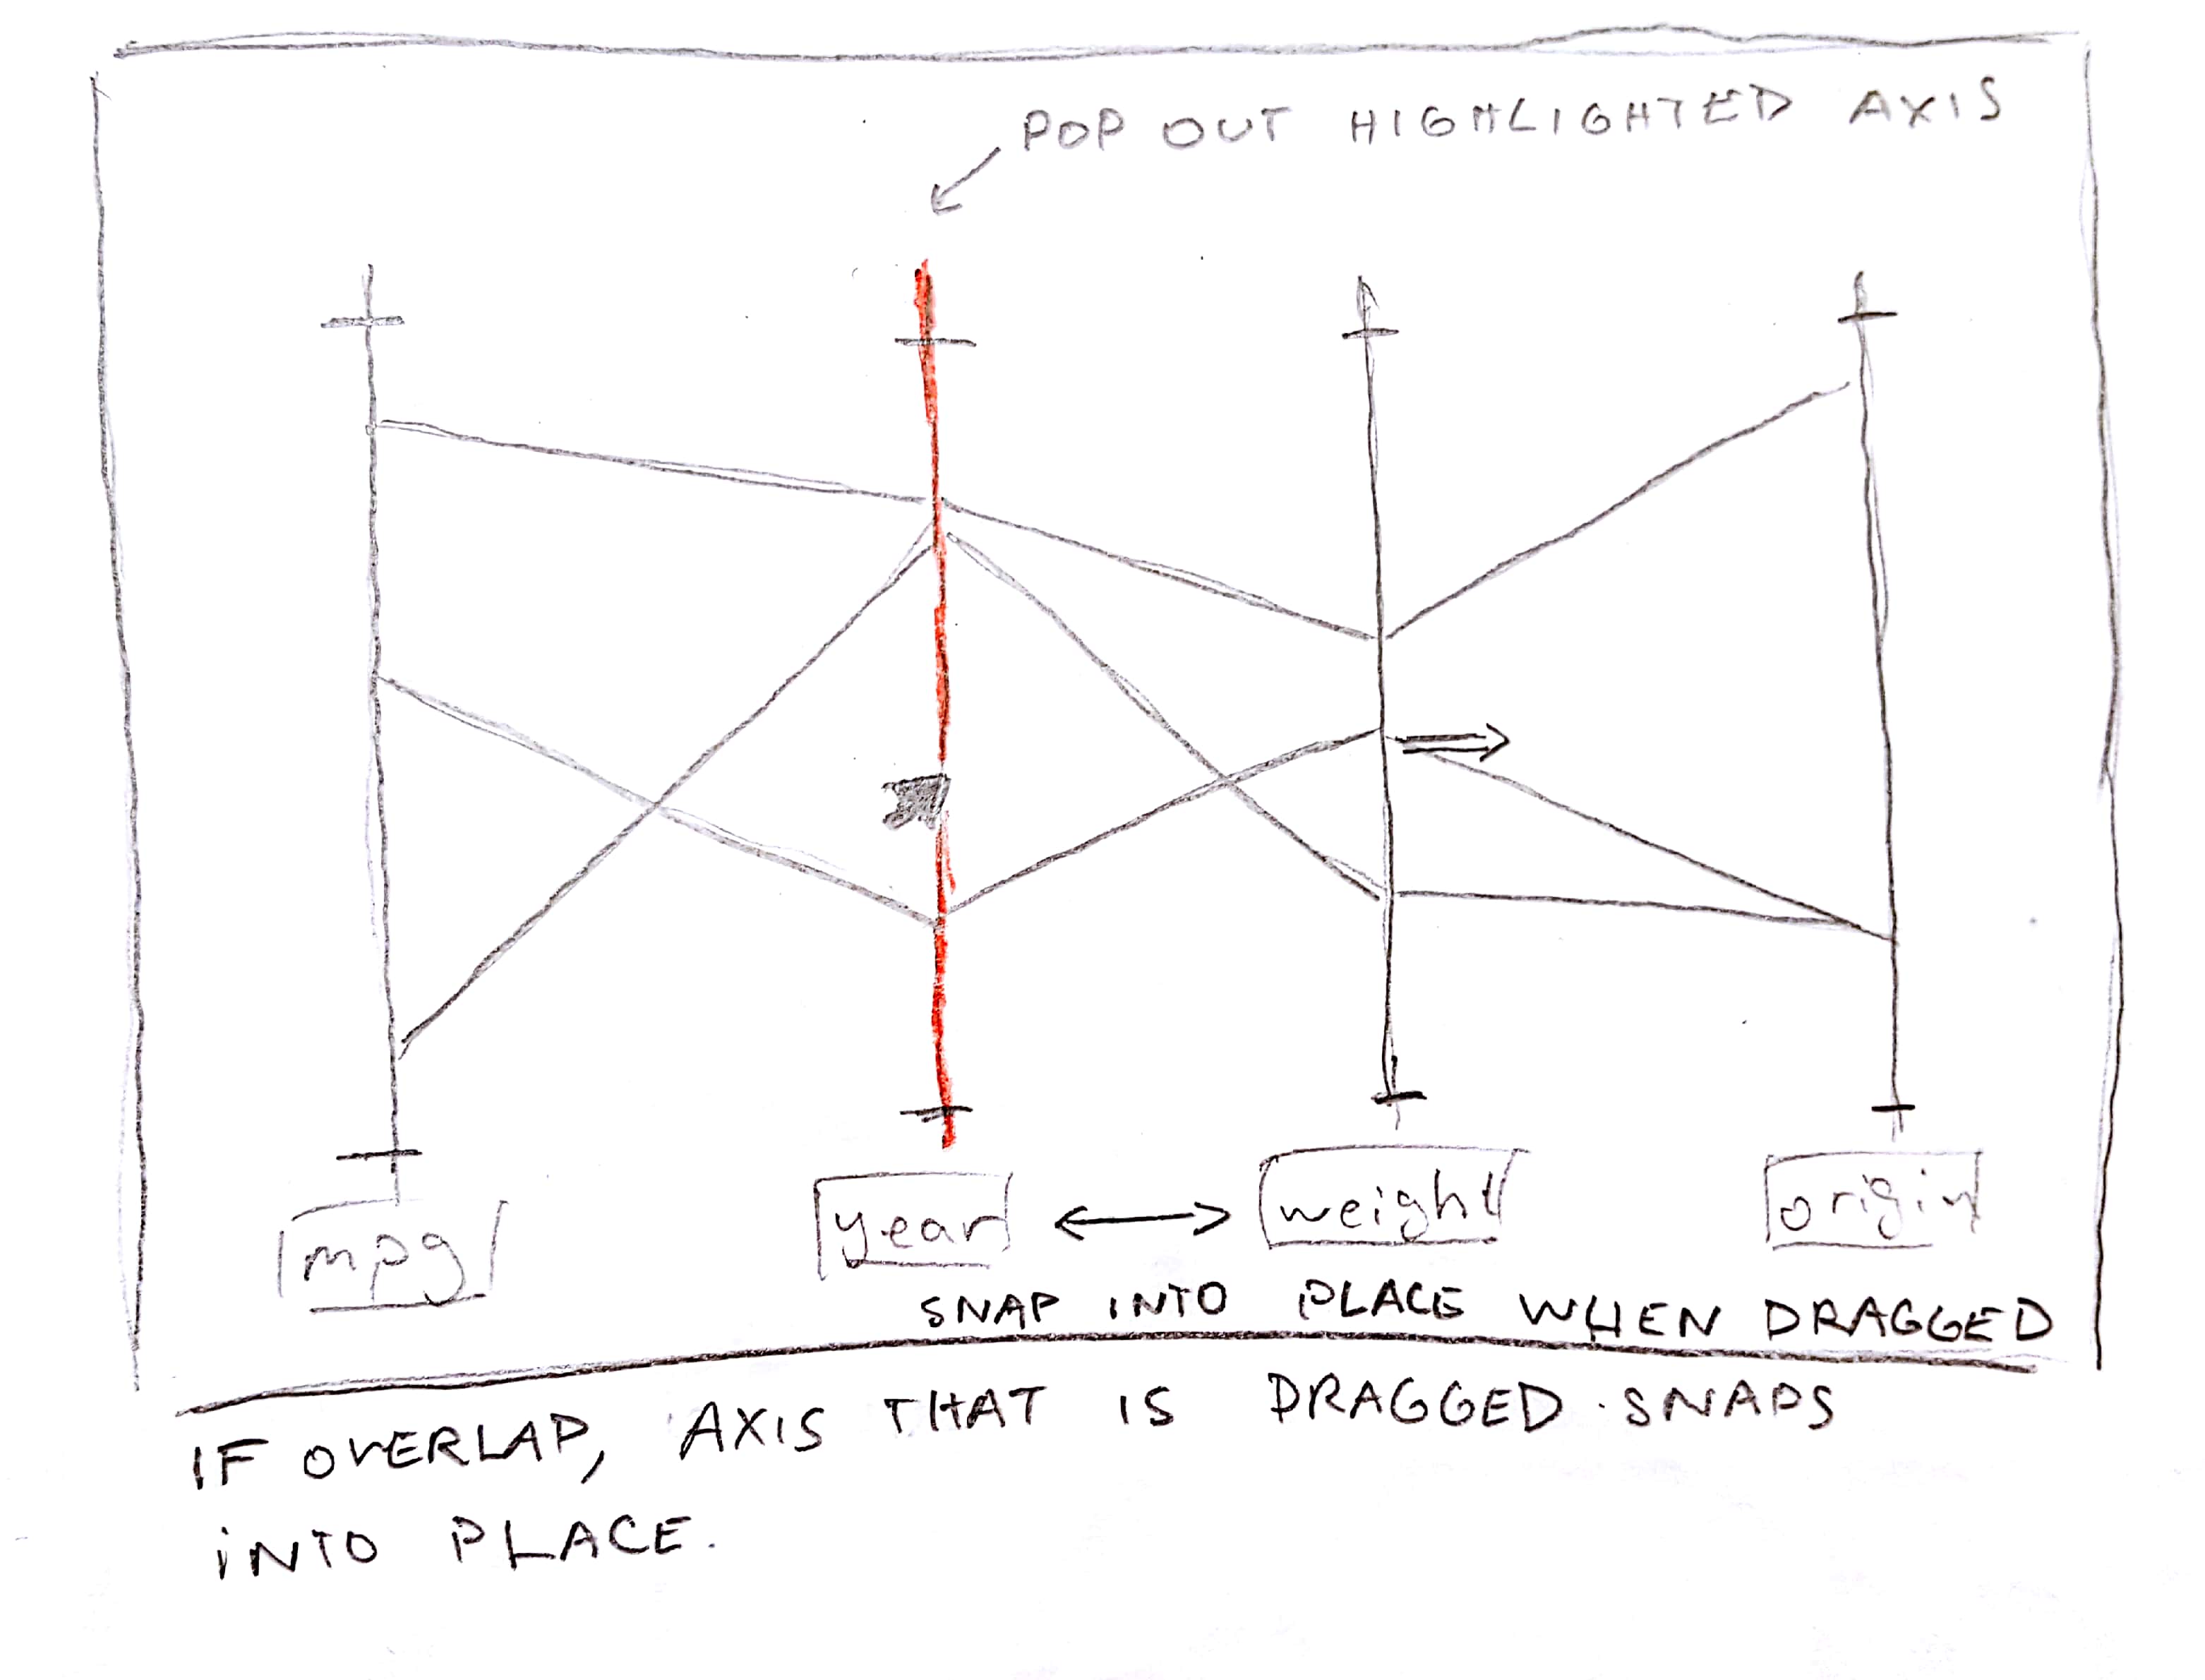 POP OUT HIGHLIGHTED AXIS
mpg
year
weight
origin
SNAP INTO PLACE WHEN DRAGGED
IF OVERLAP, AXIS THAT IS DRAGGED SNAPS
INTO PLACE.